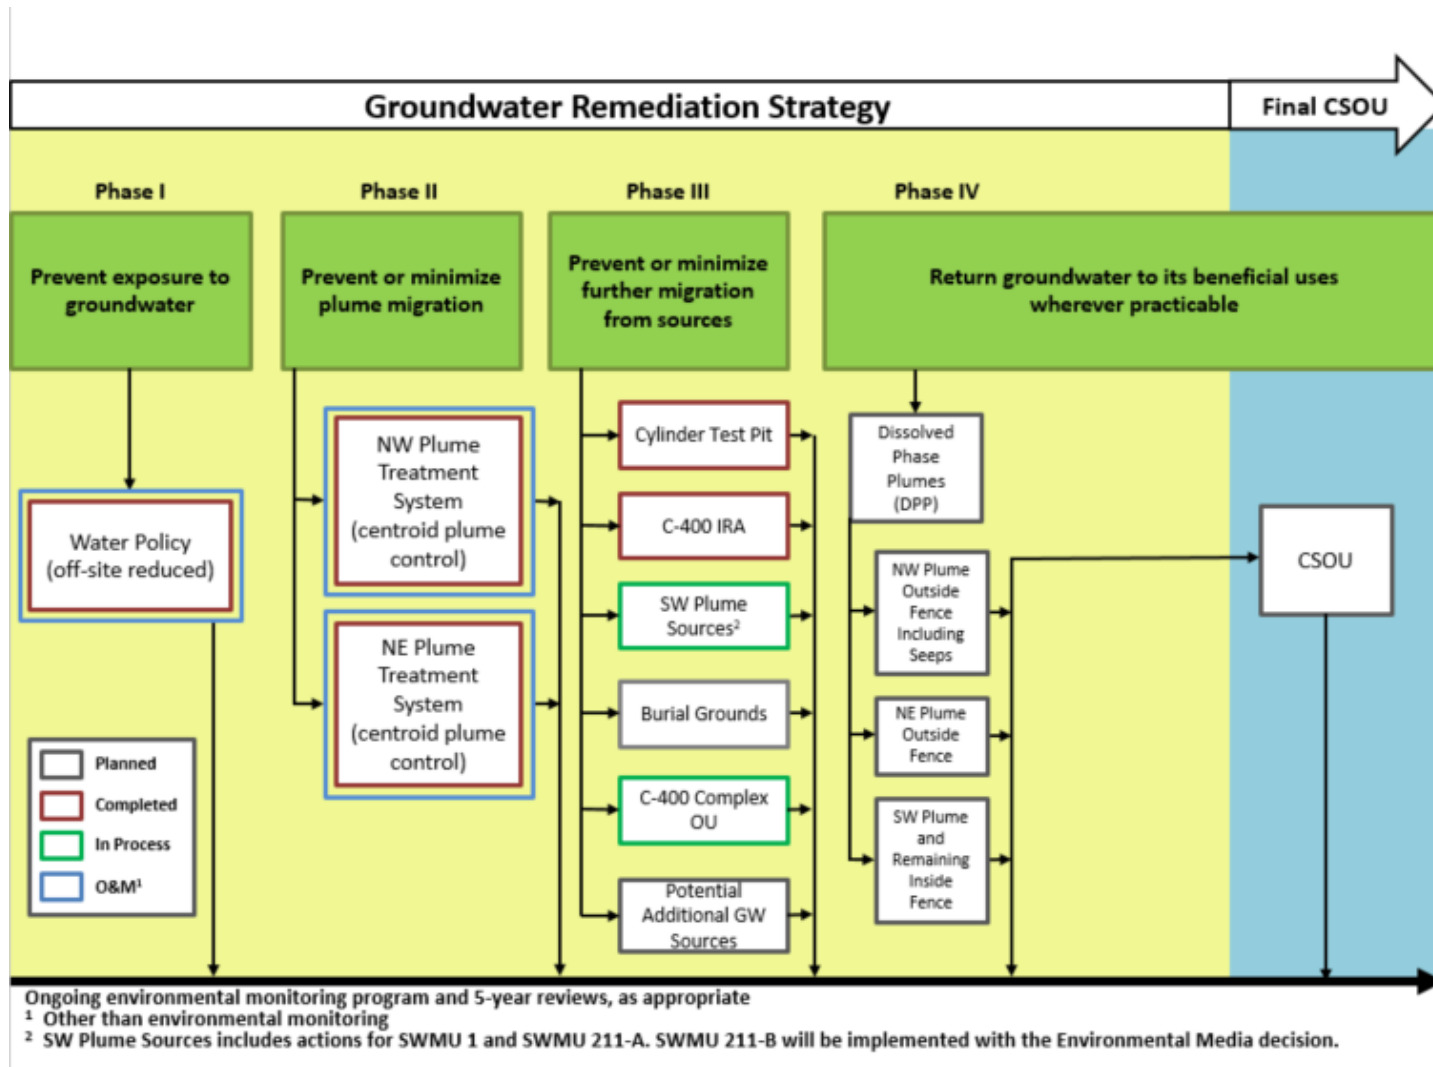 Groundwater Remediation Strategy
Final CSOU
Phase I
Phase II
Phase III
Phase IV
Prevent exposure to
groundwater
Prevent or minimize
plume migration
Prevent or minimize
further migration
from sources
Return groundwater to its beneficial uses
wherever practicable
Water Policy
(off-site reduced)
NW Plume
Treatment
System
(centroid plume
control)
NE Plume
Treatment
System
(centroid plume
control)
Cylinder Test Pit
C-400 IRA
SW Plume
Sources²
Burial Grounds
C-400 Complex
OU
Potential
Additional GW
Sources
Dissolved
Phase
Plumes
(DPP)
NW Plume
Outside
Fence
Including
Seeps
NE Plume
Outside
Fence
SW Plume
and
Remaining
Inside
Fence
CSOU
Planned
Completed
In Process
O&M¹
Ongoing environmental monitoring program and 5-year reviews, as appropriate
¹ Other than environmental monitoring
² SW Plume Sources includes actions for SWMU 1 and SWMU 211-A. SWMU 211-B will be implemented with the Environmental Media decision.